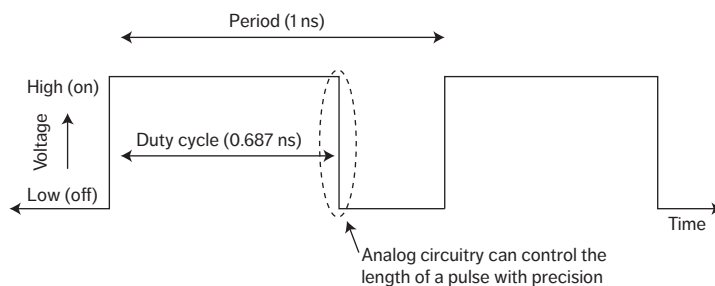 Period (1 ns)
High (on)
Voltage
Duty cycle (0.687 ns)
Low (off)
Time
Analog circuitry can control the
length of a pulse with precision